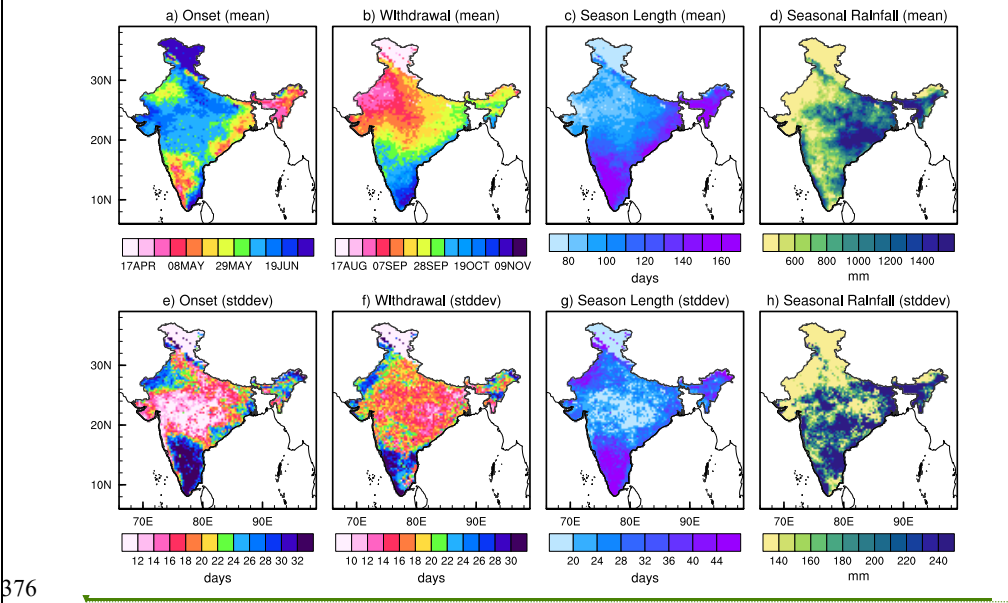 a) Onset (mean) b) Withdrawal (mean) c) Season Length (mean) d) Seasonal Rainfall (mean)
30N
20N
10N
17APR 08MAY 29MAY 19JUN 17AUG 07SEP 28SEP 19OCT 09NOV 80 100 120 140 160 600 800 1000 1200 1400
days mm
e) Onset (stddev) f) Withdrawal (stddev) g) Season Length (stddev) h) Seasonal Rainfall (stddev)
30N
20N
10N
70E 80E 90E 70E 80E 90E 70E 80E 90E 70E 80E 90E
12 14 16 18 20 22 24 26 28 30 32 10 12 14 16 18 20 22 24 26 28 30 20 24 28 32 36 40 44 140 160 180 200 220 240
days days days mm
376